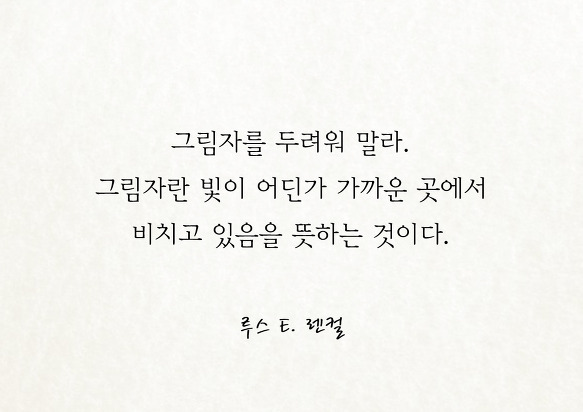 그림자를 두려워 말라.
그림자란 빛이 어딘가 가까운 곳에서
비치고 있음을 뜻하는 것이다.
루스 E. 렌컬